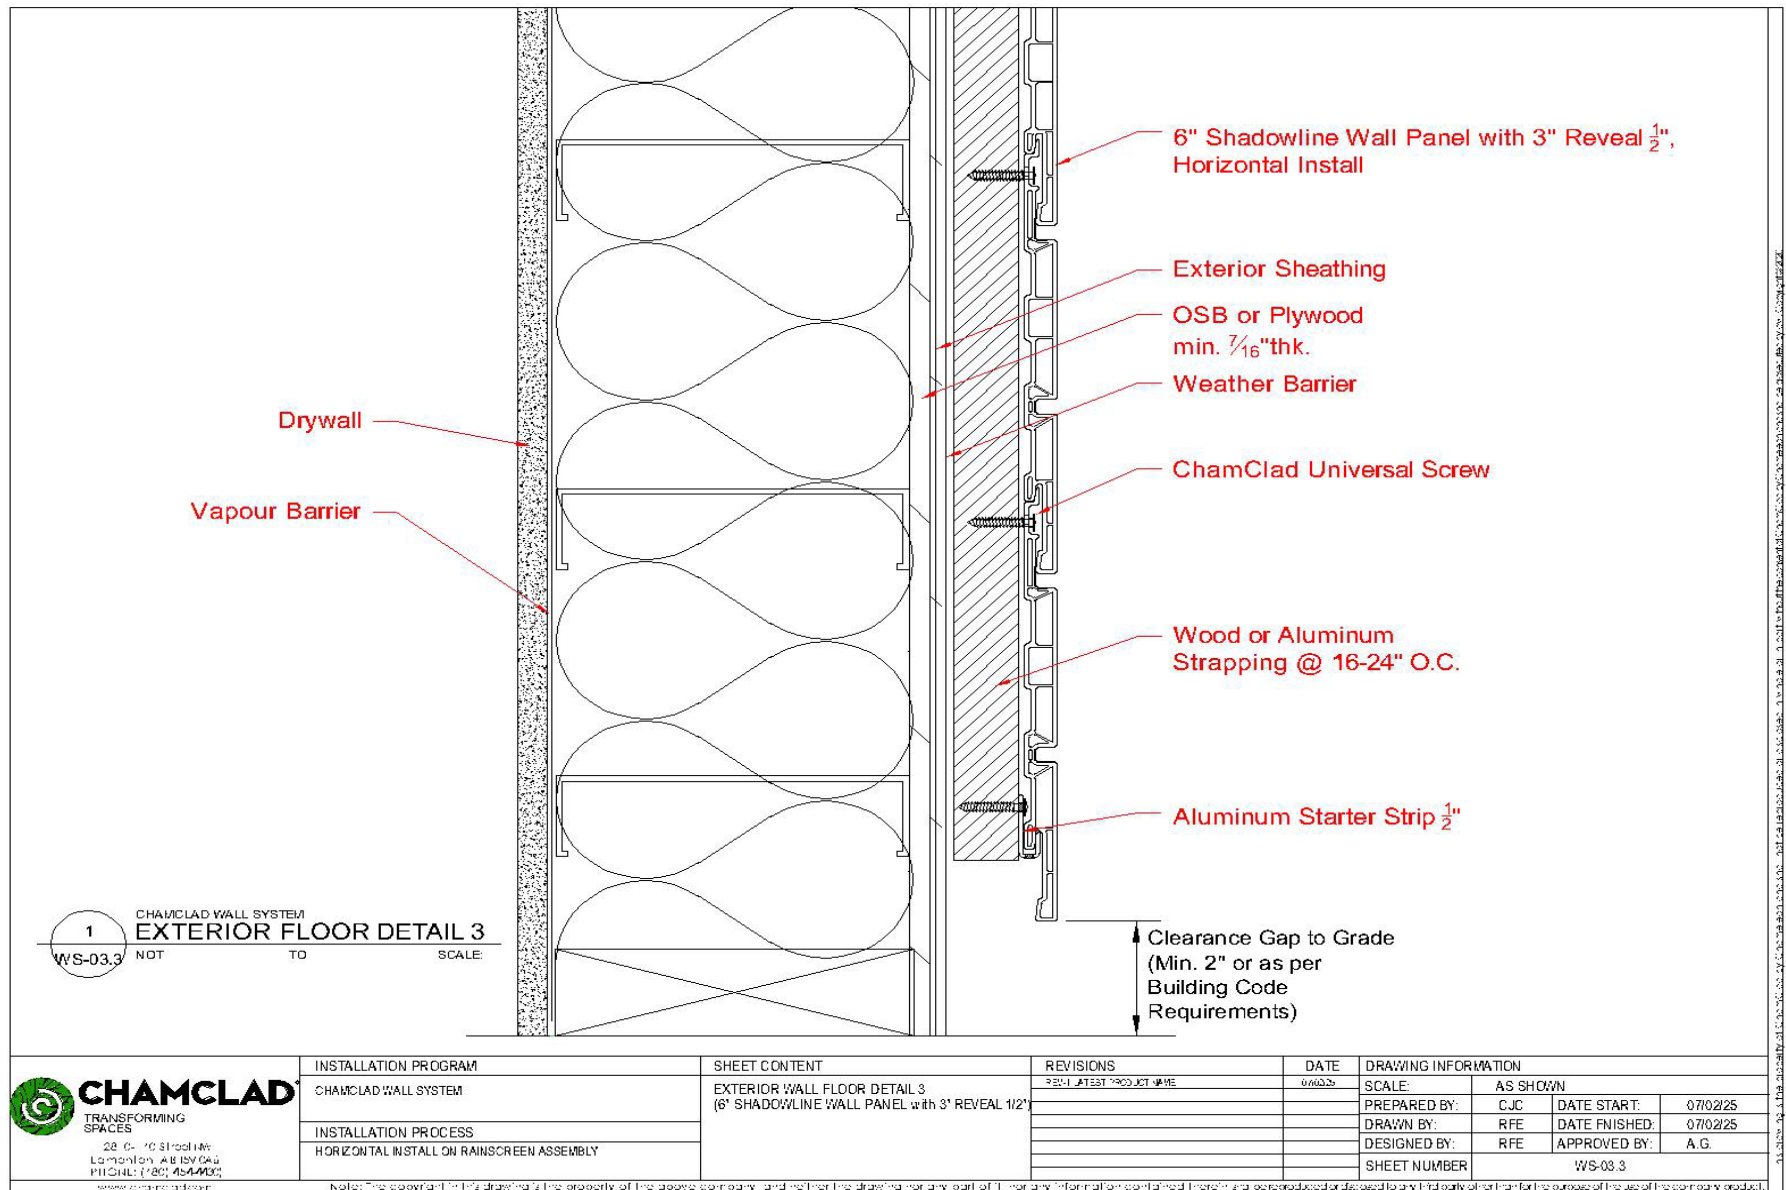 6" Shadowline Wall Panel with 3" Reveal 1/2",
Horizontal Install
Exterior Sheathing
OSB or Plywood
min. 7/16"thk.
Weather Barrier
Drywall
ChamClad Universal Screw
Vapour Barrier
Wood or Aluminum
Strapping @ 16-24" O.C.
Aluminum Starter Strip 1/2"
1
WS-03.3
CHAMCLAD WALL SYSTEM
EXTERIOR FLOOR DETAIL 3
NOT TO SCALE:
Clearance Gap to Grade
(Min. 2" or as per
Building Code
Requirements)
CHAMCLAD
TRANSFORMING
SPACES
INSTALLATION PROGRAM
CHAMCLAD WALL SYSTEM
INSTALLATION PROCESS
HORIZONTAL INSTALL ON RAINSCREEN ASSEMBLY
SHEET CONTENT
EXTERIOR WALL FLOOR DETAIL 3
(6" SHADOWLINE WALL PANEL with 3" REVEAL 1/2")
REVISIONS DATE
REV-1 LATEST PRODUCT NAME
DRAWING INFORMATION
SCALE: AS SHOWN
PREPARED BY: CJC DATE START: 07/02/25
DRAWN BY: RFE DATE FNISHED: 07/02/25
DESIGNED BY: RFE APPROVED BY: A.G.
SHEET NUMBER WS-03.3